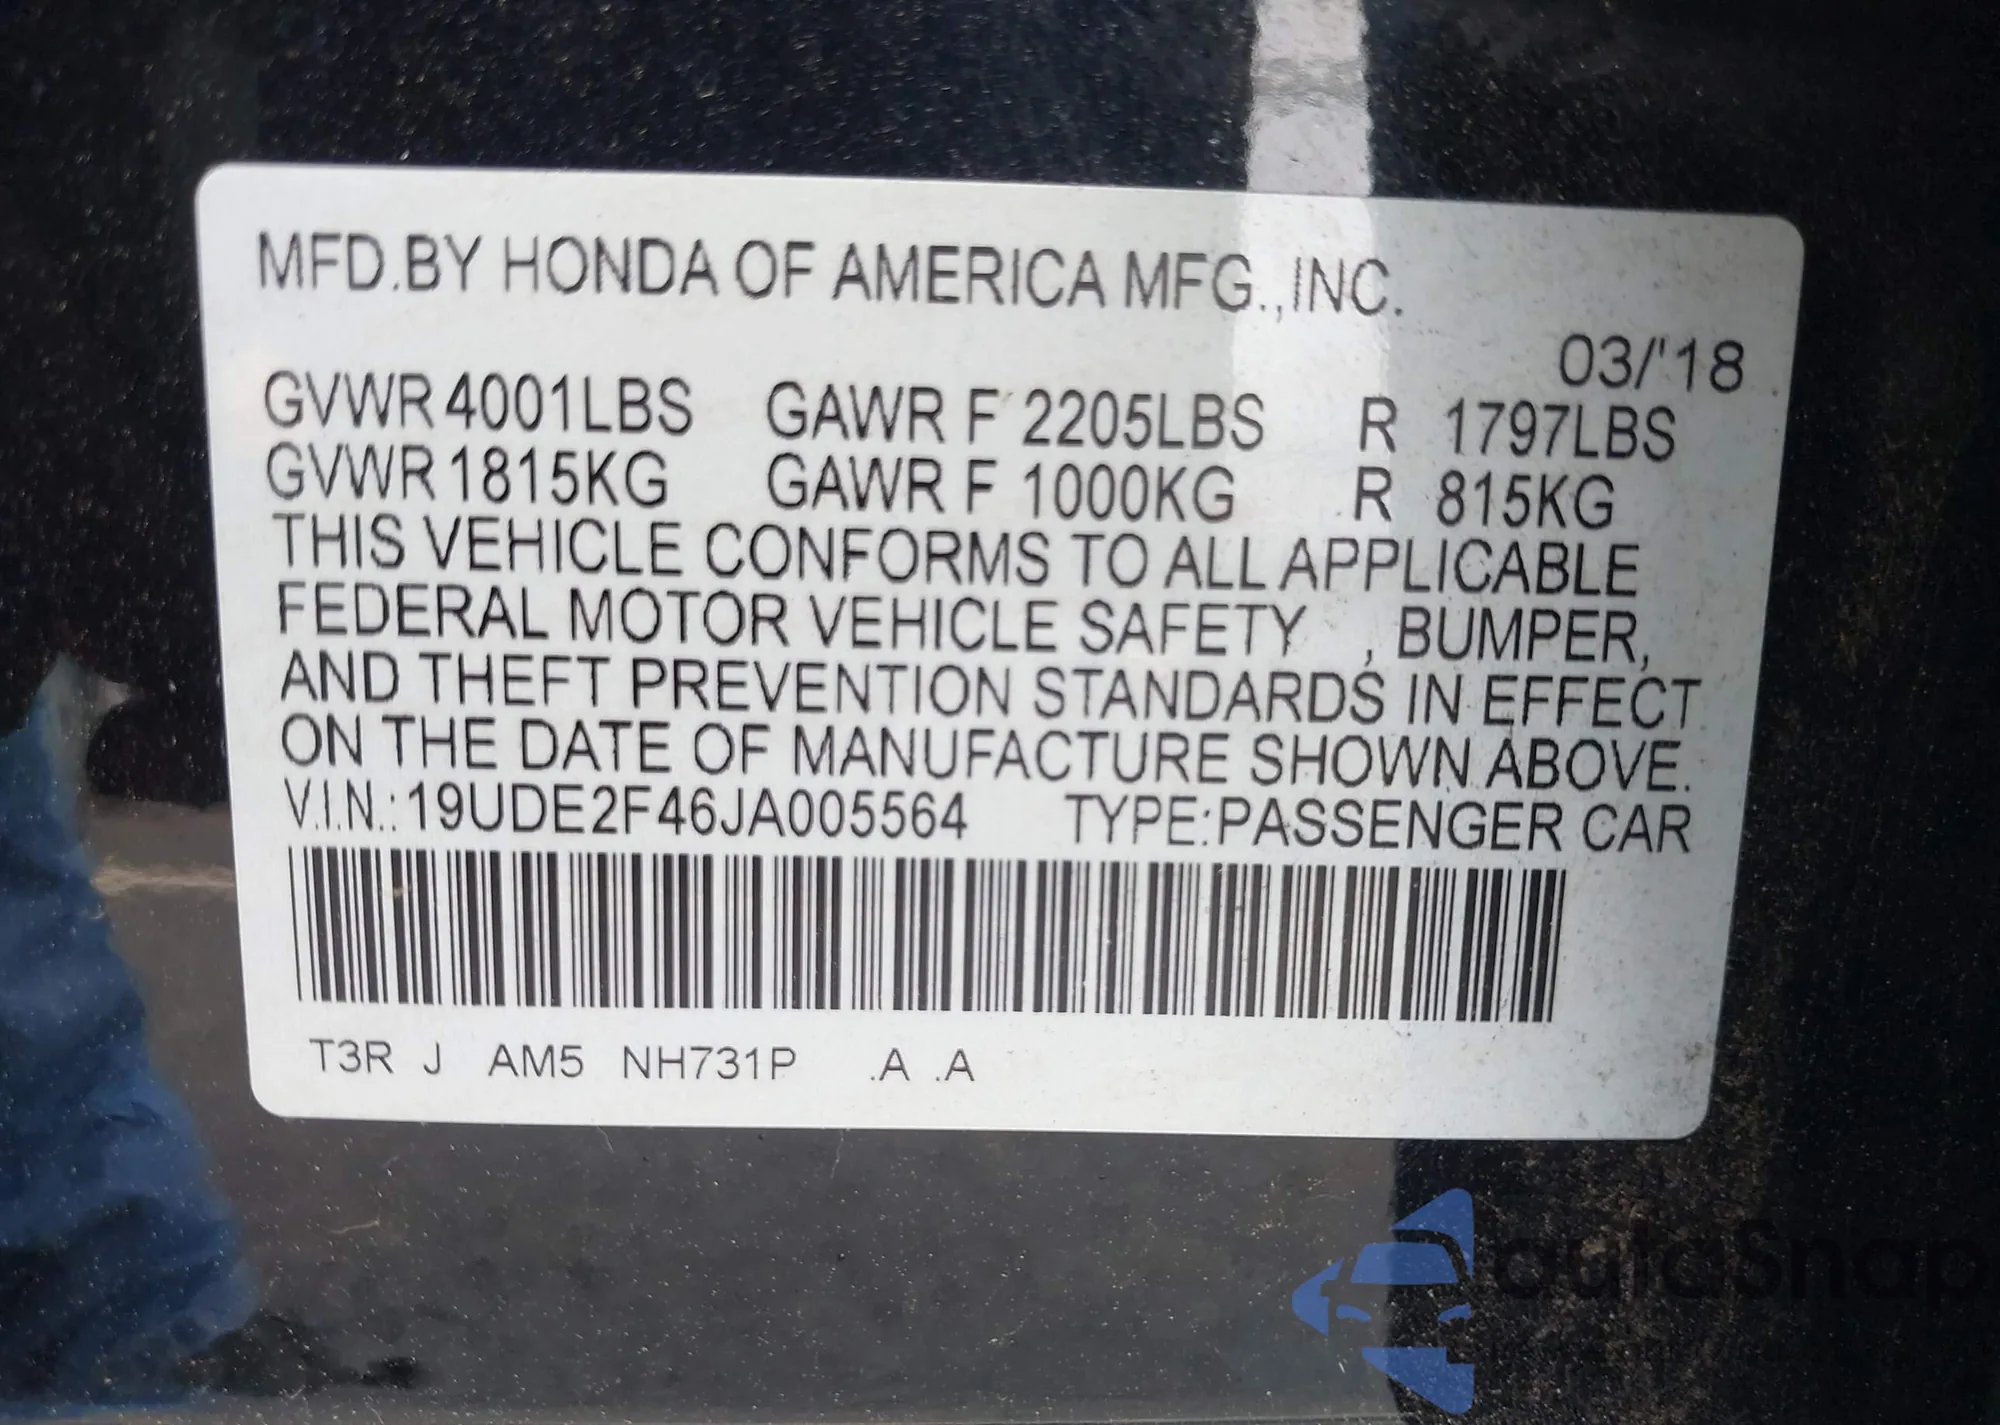 MFD.BY HONDA OF AMERICA MFG.,INC.
03/'18
GVWR 4001LBS GAWR F 2205LBS R 1797LBS
GVWR 1815KG GAWR F 1000KG R 815KG
THIS VEHICLE CONFORMS TO ALL APPLICABLE
FEDERAL MOTOR VEHICLE SAFETY , BUMPER,
AND THEFT PREVENTION STANDARDS IN EFFECT
ON THE DATE OF MANUFACTURE SHOWN ABOVE.
V.I.N.:19UDE2F46JA005564 TYPE:PASSENGER CAR
T3R J AM5 NH731P .A .A
autoSnap